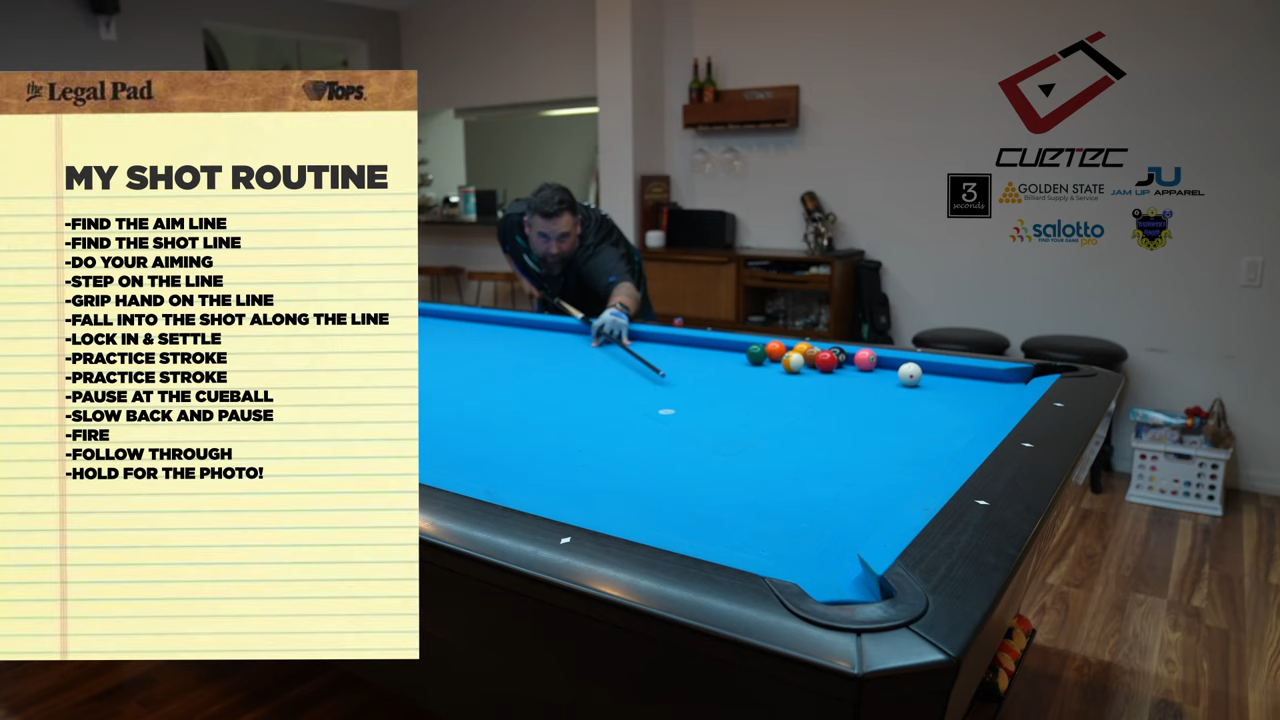 the Legal Pad
TOPS
MY SHOT ROUTINE
-FIND THE AIM LINE
-FIND THE SHOT LINE
-DO YOUR AIMING
-STEP ON THE LINE
-GRIP HAND ON THE LINE
-FALL INTO THE SHOT ALONG THE LINE
-LOCK IN & SETTLE
-PRACTICE STROKE
-PRACTICE STROKE
-PAUSE AT THE CUEBALL
-SLOW BACK AND PAUSE
-FIRE
-FOLLOW THROUGH
-HOLD FOR THE PHOTO!
CUETEC
3 seconds
GOLDEN STATE
Billiard Supply & Service
JU
JAM UP APPAREL
salotto
FIND YOUR GAME
pro